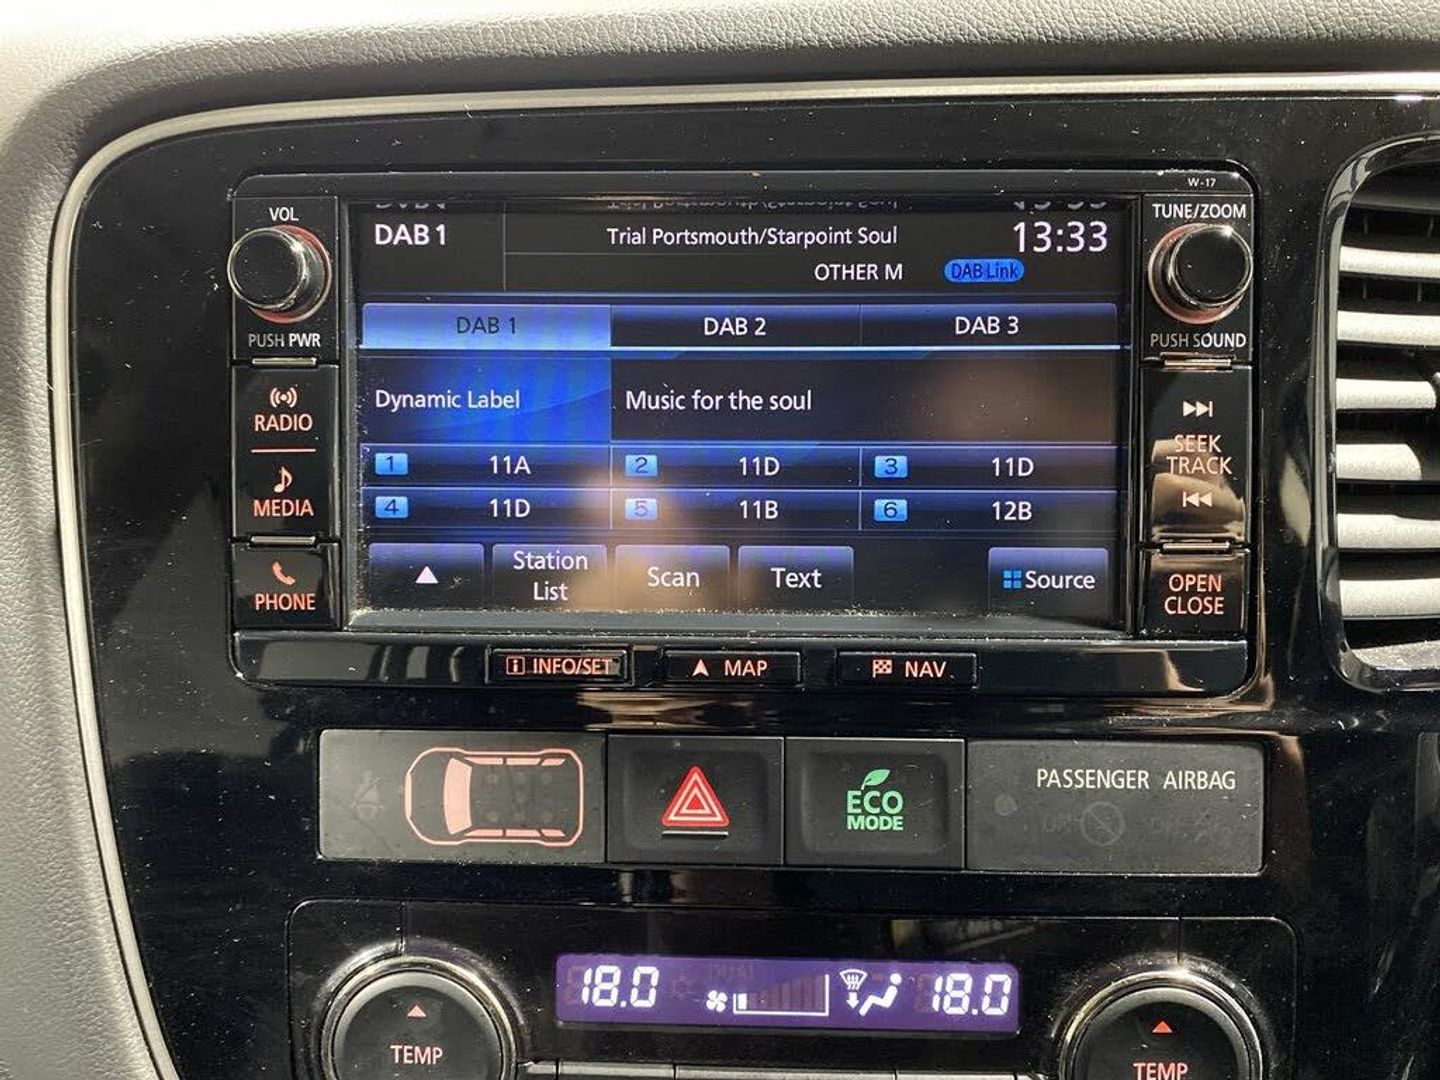 W-17
VOL
PUSH PWR
RADIO
MEDIA
PHONE
DAB 1
Trial Portsmouth/Starpoint Soul
13:33
OTHER M
DAB Link
DAB 1
DAB 2
DAB 3
Dynamic Label
Music for the soul
1 11A
2 11D
3 11D
4 11D
5 11B
6 12B
Station
List
Scan
Text
Source
TUNE/ZOOM
PUSH SOUND
SEEK
TRACK
OPEN
CLOSE
INFO/SET
MAP
NAV
ECO
MODE
PASSENGER AIRBAG
OFF
18.0
18.0
TEMP
TEMP